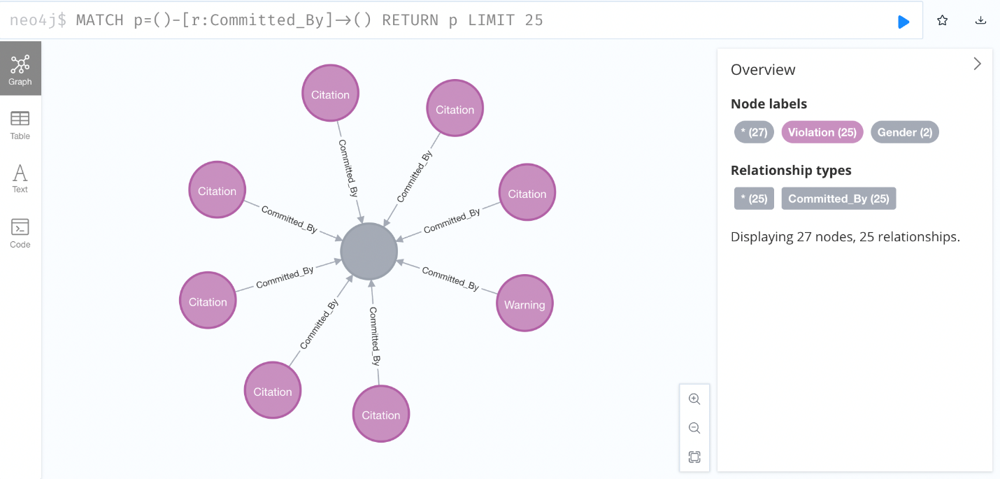 neo4j$ MATCH p=()-[r:Committed_By]→() RETURN p LIMIT 25
Graph
Table
Text
Code
Citation
Citation
Citation
Citation
Citation
Warning
Citation
Citation
Committed_By
Committed_By
Committed_By
Committed_By
Committed_By
Committed_By
Committed_By
Committed_By
Overview
Node labels
* (27) Violation (25) Gender (2)
Relationship types
* (25) Committed_By (25)
Displaying 27 nodes, 25 relationships.